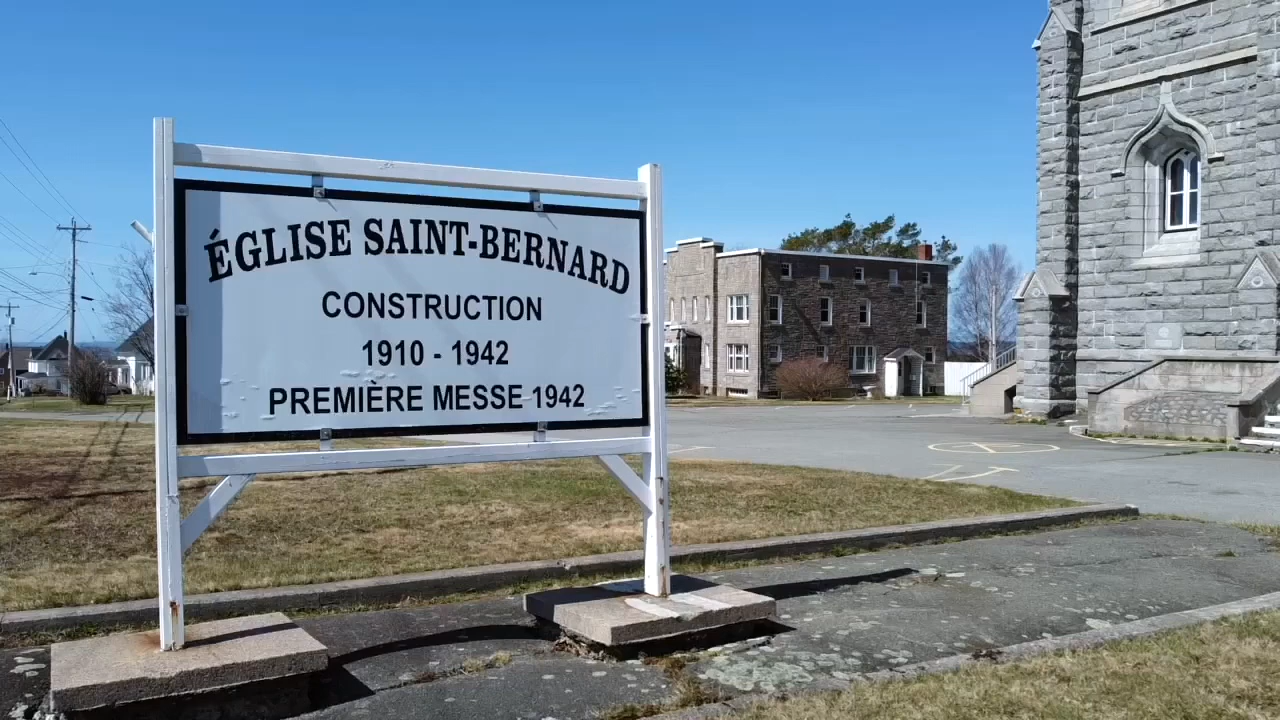 ÉGLISE SAINT-BERNARD
CONSTRUCTION
1910 - 1942
PREMIÈRE MESSE 1942